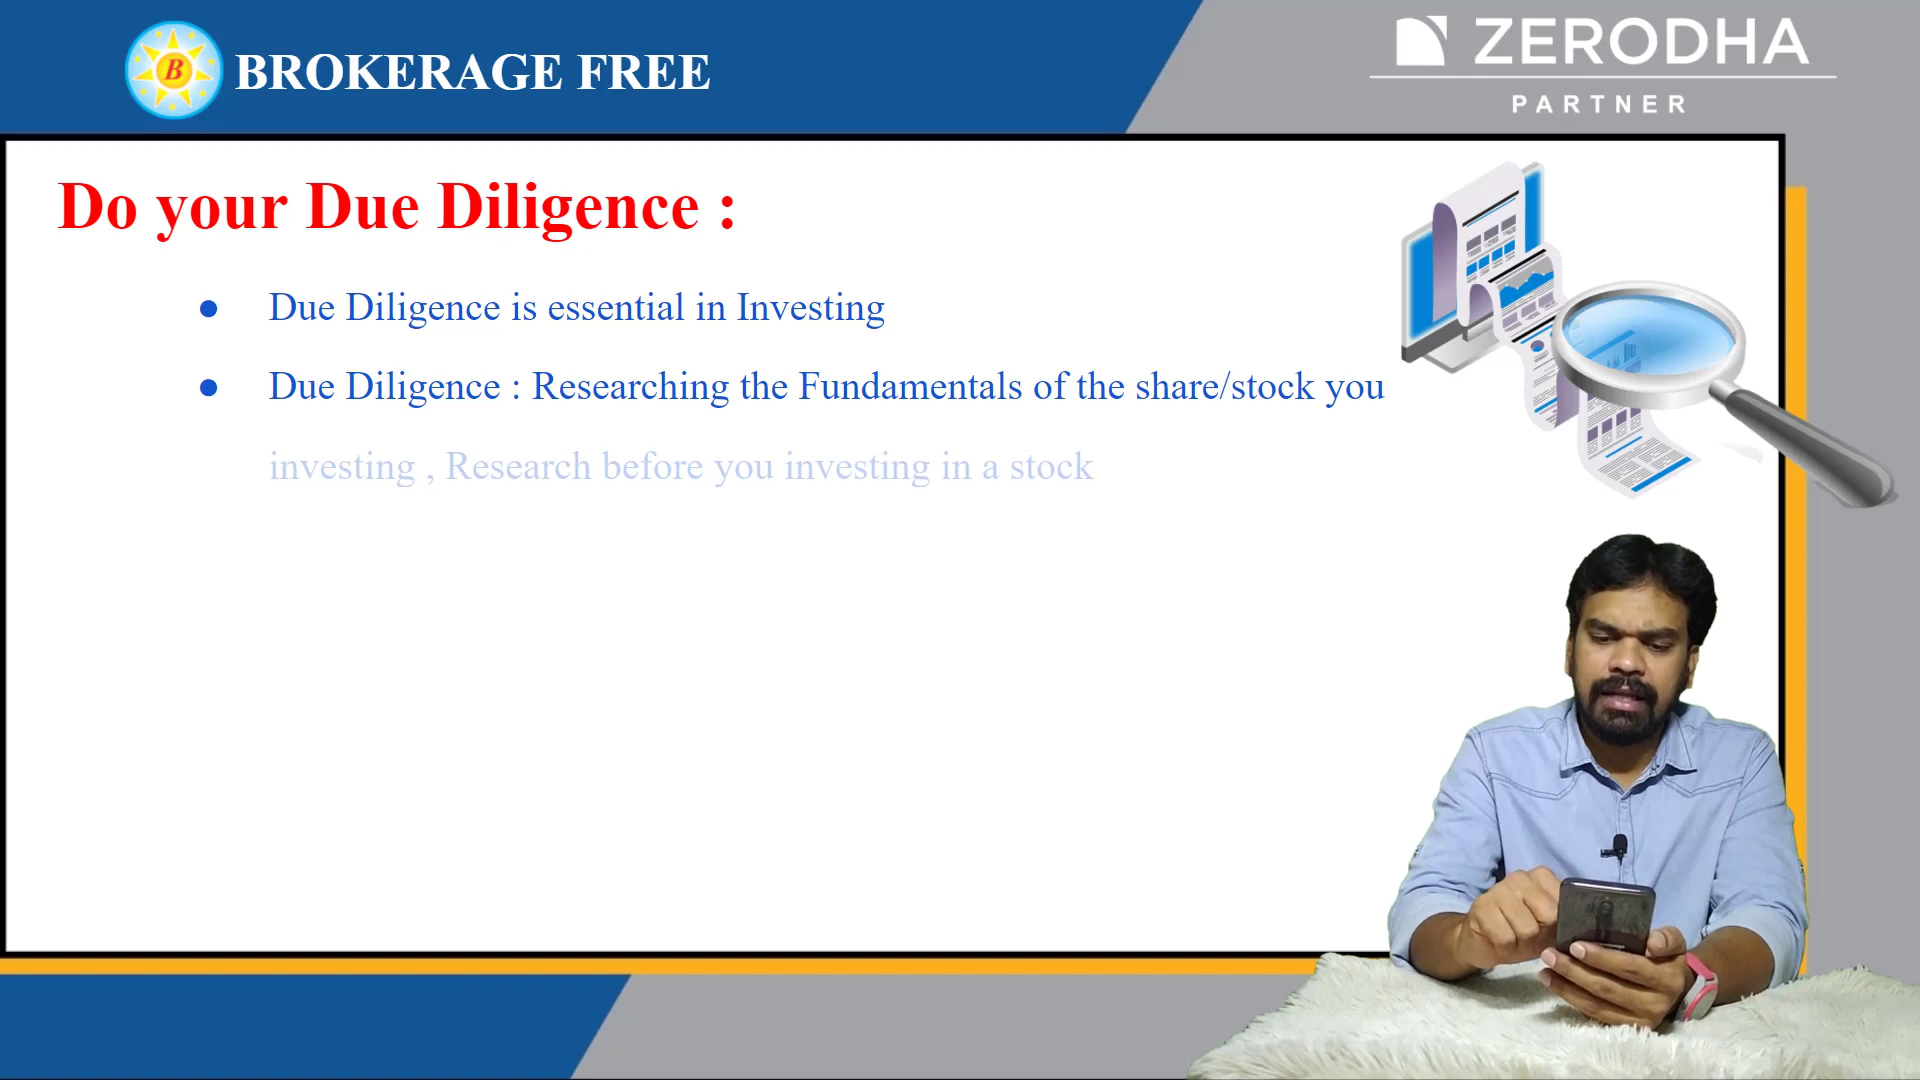 B BROKERAGE FREE
ZERODHA
PARTNER
Do your Due Diligence :
● Due Diligence is essential in Investing
● Due Diligence : Researching the Fundamentals of the share/stock you
investing , Research before you investing in a stock